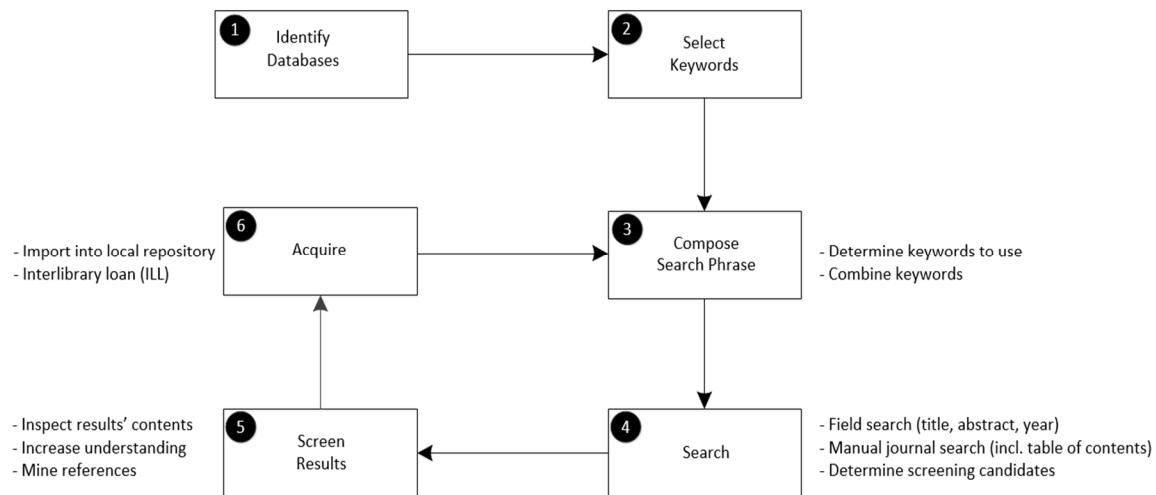 1
Identify
Databases
2
Select
Keywords
6
Acquire
- Import into local repository
- Interlibrary loan (ILL)
3
Compose
Search Phrase
- Determine keywords to use
- Combine keywords
- Inspect results’ contents
- Increase understanding
- Mine references
5
Screen
Results
4
Search
- Field search (title, abstract, year)
- Manual journal search (incl. table of contents)
- Determine screening candidates